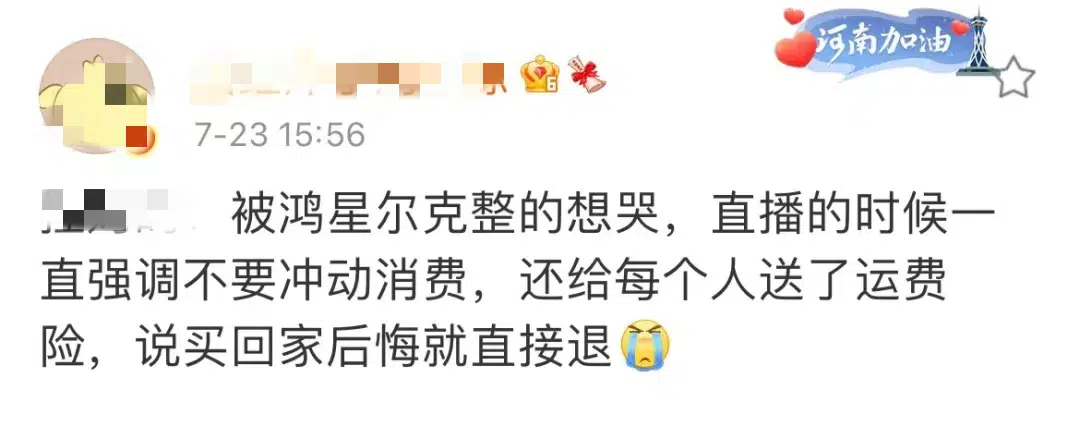 河南加油
7-23 15:56
被鸿星尔克整的想哭，直播的时候一
直强调不要冲动消费，还给每个人送了运费
险，说买回家后悔就直接退